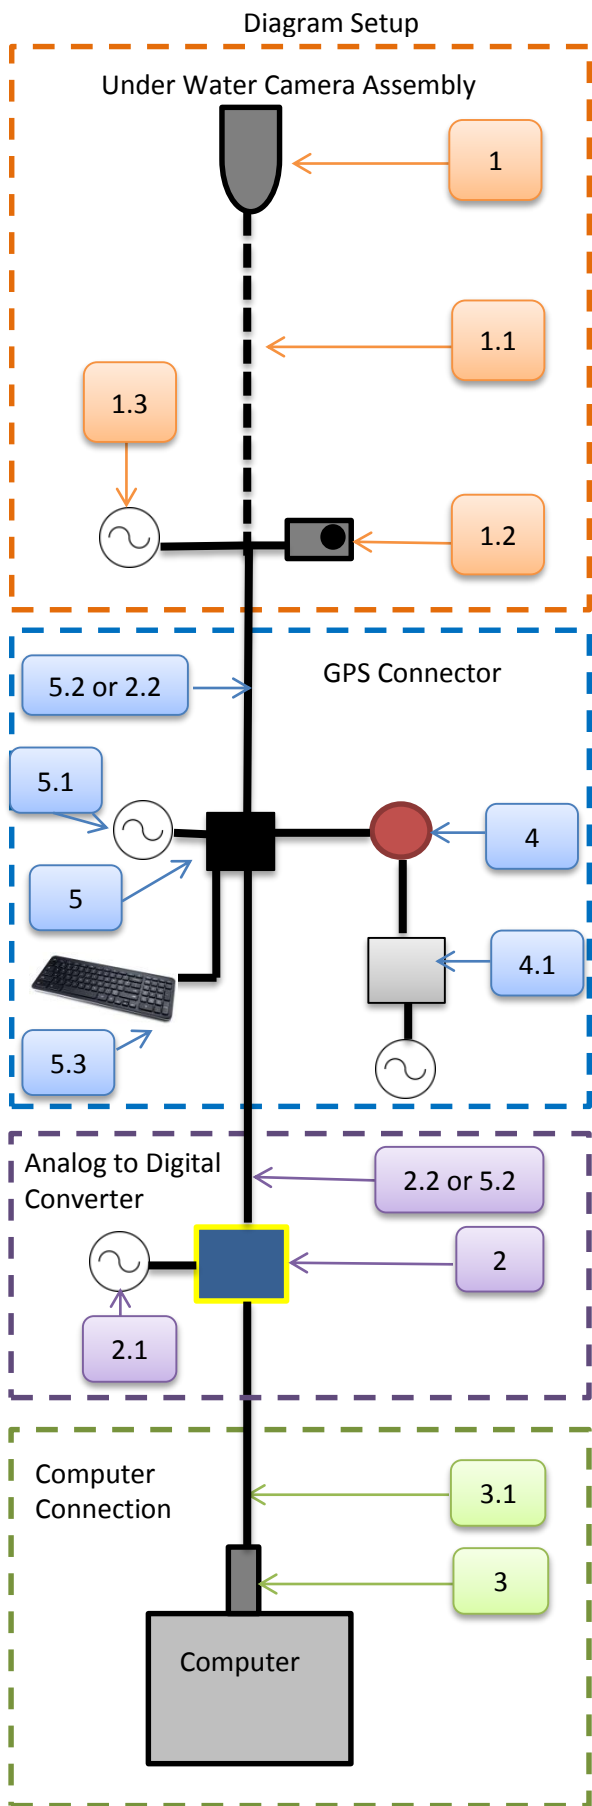 Diagram Setup
Under Water Camera Assembly
1
1.1
1.3
1.2
5.2 or 2.2
GPS Connector
5.1
4
5
4.1
5.3
Analog to Digital
Converter
2.2 or 5.2
2
2.1
Computer
Connection
3.1
3
Computer